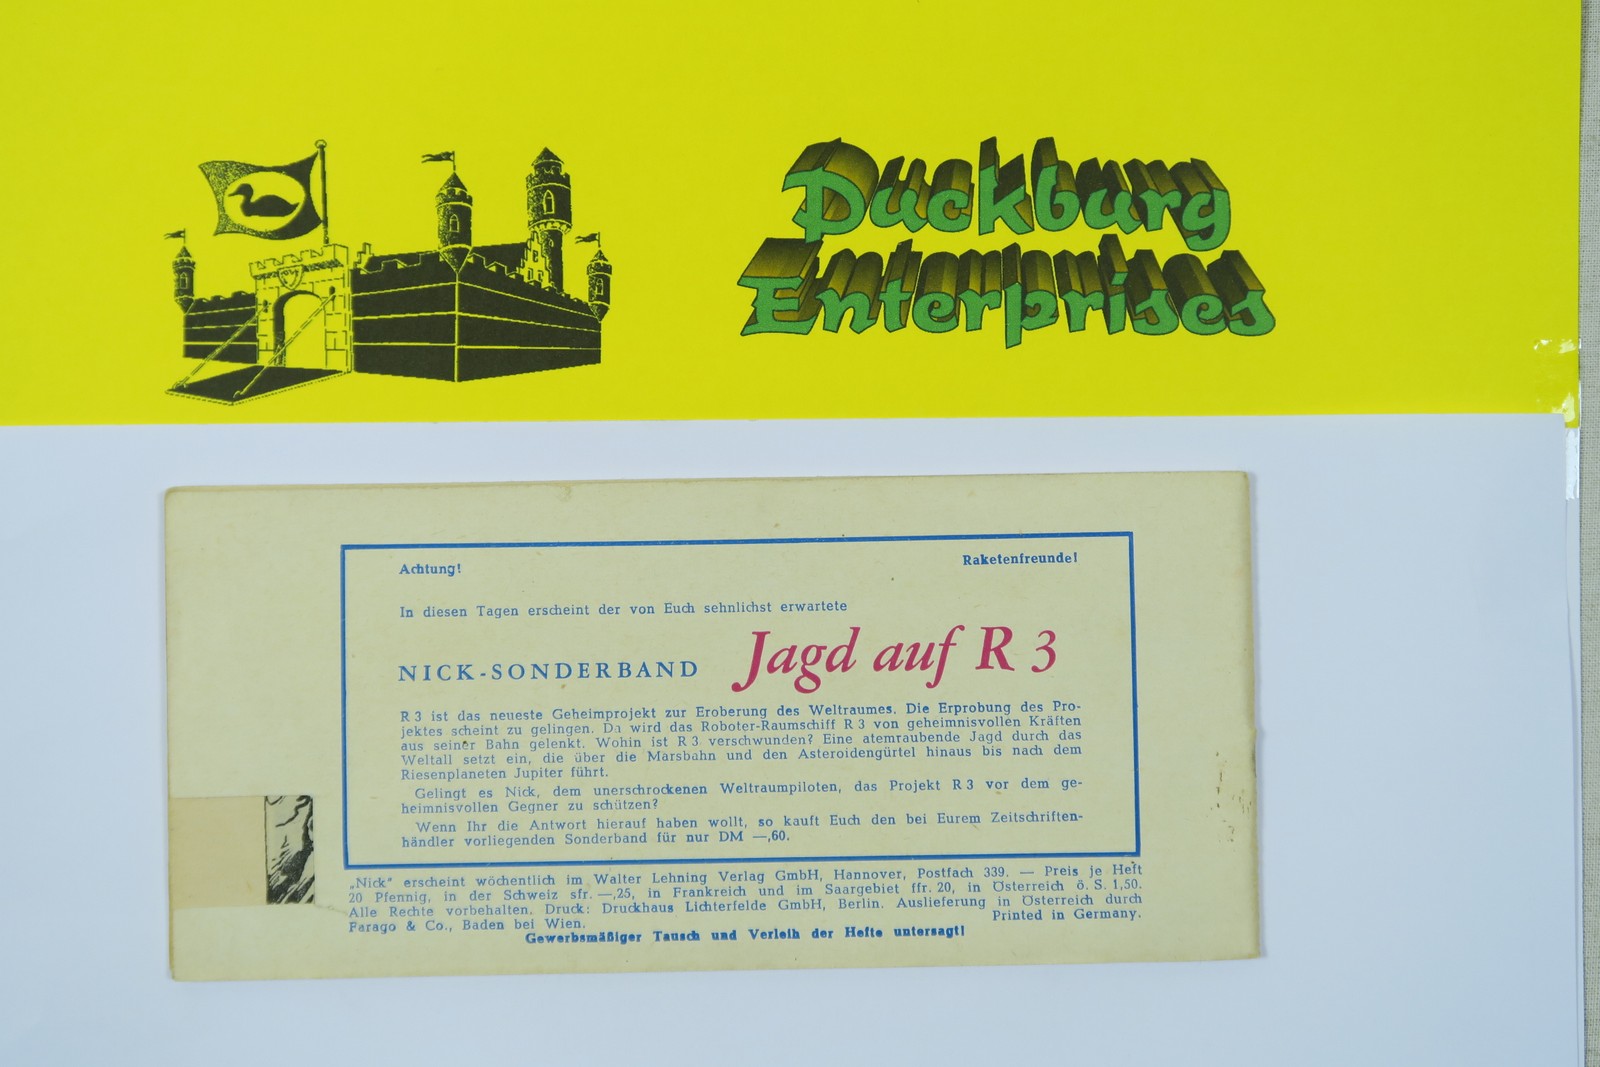 Duckburg
Enterprises
Achtung! Raketenfreunde!
In diesen Tagen erscheint der von Euch sehnlichst erwartete
NICK-SONDERBAND Jagd auf R 3
R 3 ist das neueste Geheimprojekt zur Eroberung des Weltraumes. Die Erprobung des Pro-
jektes scheint zu gelingen. Da wird das Roboter-Raumschiff R 3 von geheimnisvollen Kräften
aus seiner Bahn gelenkt. Wohin ist R 3 verschwunden? Eine atemraubende Jagd durch das
Weltall setzt ein, die über die Marsbahn und den Asteroidengürtel hinaus bis nach dem
Riesenplaneten Jupiter führt.
Gelingt es Nick, dem unerschrockenen Weltraumpiloten, das Projekt R 3 vor dem ge-
heimnisvollen Gegner zu schützen?
Wenn Ihr die Antwort hierauf haben wollt, so kauft Euch den bei Eurem Zeitschriften-
händler vorliegenden Sonderband für nur DM —,60.
„Nick" erscheint wöchentlich im Walter Lehning Verlag GmbH, Hannover, Postfach 339. — Preis je Heft
20 Pfennig, in der Schweiz sfr. —,25, in Frankreich und im Saargebiet ffr. 20, in Österreich ö. S. 1,50.
Alle Rechte vorbehalten. Druck: Druckhaus Lichterfelde GmbH, Berlin. Auslieferung in Österreich durch
Farago & Co., Baden bei Wien. Printed in Germany.
Gewerbsmäßiger Tausch und Verleih der Hefte untersagt!